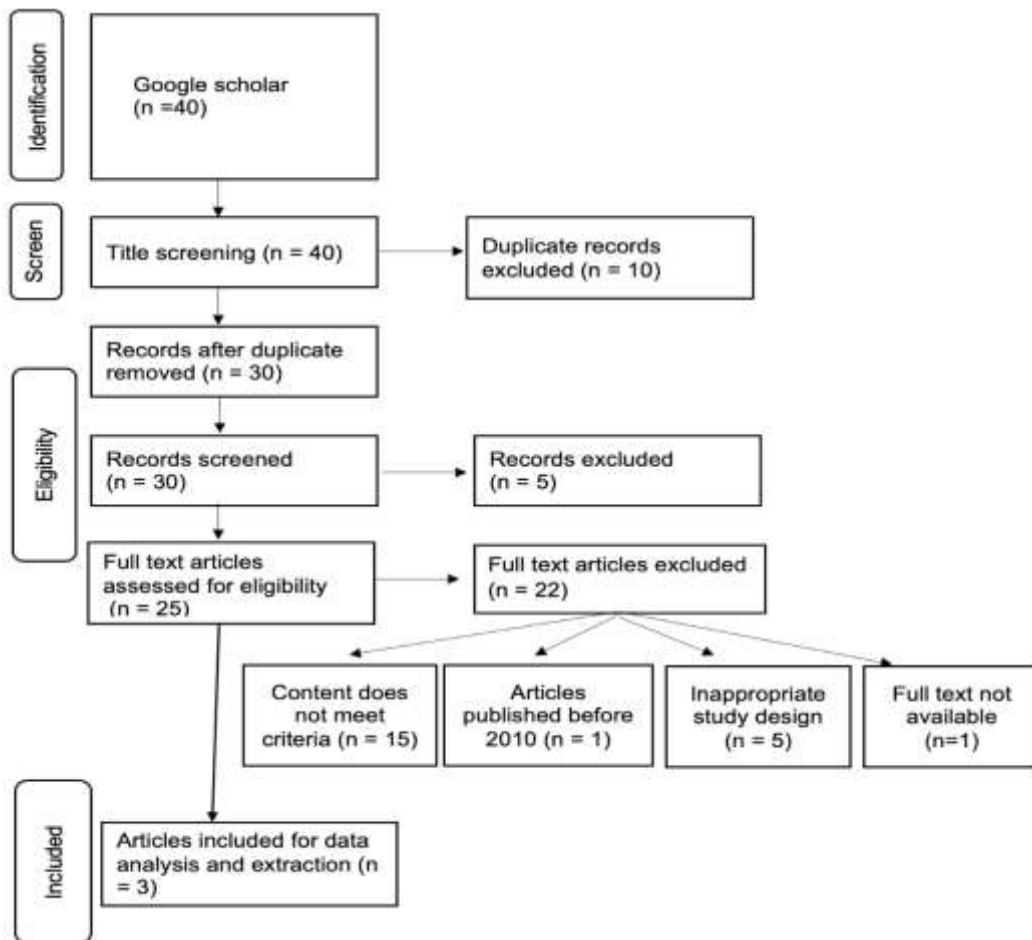 Identification
Google scholar
(n =40)
Screen
Title screening (n = 40)
Duplicate records
excluded (n = 10)
Records after duplicate
removed (n = 30)
Eligibility
Records screened
(n = 30)
Records excluded
(n = 5)
Full text articles
assessed for eligibility
(n = 25)
Full text articles excluded
(n = 22)
Content does
not meet
criteria (n = 15)
Articles
published before
2010 (n = 1)
Inappropriate
study design
(n = 5)
Full text not
available
(n=1)
Included
Articles included for data
analysis and extraction (n
= 3)